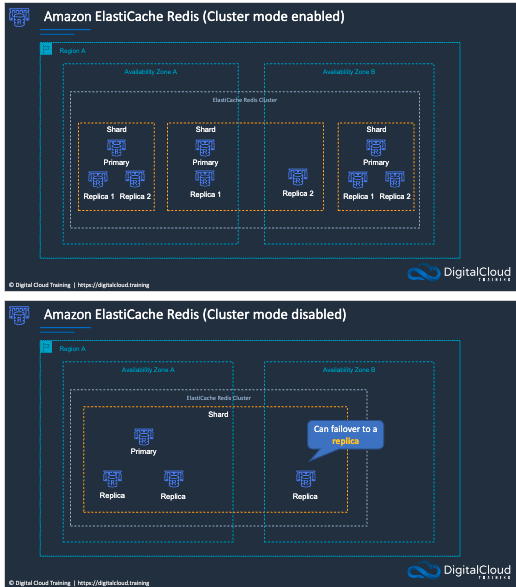 Amazon ElastiCache Redis (Cluster mode enabled)
Region A
Availability Zone A
Availability Zone B
ElastiCache Redis Cluster
Shard
Shard
Shard
Primary
Primary
Primary
Replica 1
Replica 2
Replica 1
Replica 2
Replica 1
Replica 2
© Digital Cloud Training | https://digitalcloud.training
DigitalCloud
TRAINING
Amazon ElastiCache Redis (Cluster mode disabled)
Region A
Availability Zone A
Availability Zone B
ElastiCache Redis Cluster
Shard
Can failover to a
replica
Primary
Replica
Replica
Replica
© Digital Cloud Training | https://digitalcloud.training
DigitalCloud
TRAINING